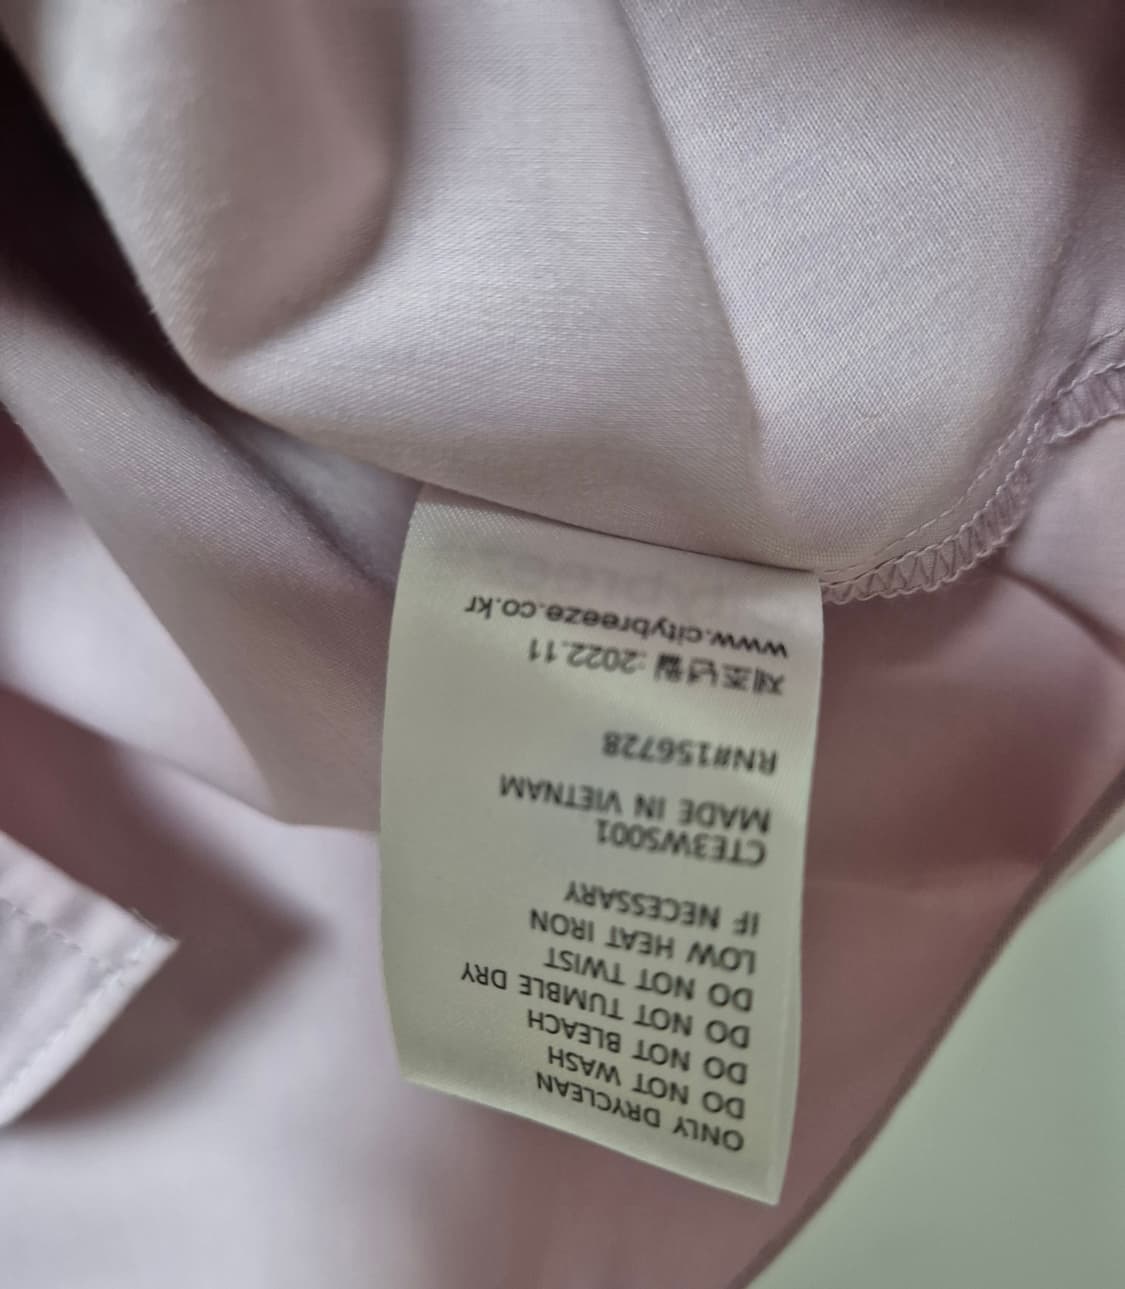 ONLY DRYCLEAN
DO NOT WASH
DO NOT BLEACH
DO NOT TUMBLE DRY
DO NOT TWIST
LOW HEAT IRON
IF NECESSARY
CTE3WS001
MADE IN VIETNAM
RN#156728
제조년월 :2022.11
www.citybreeze.co.kr